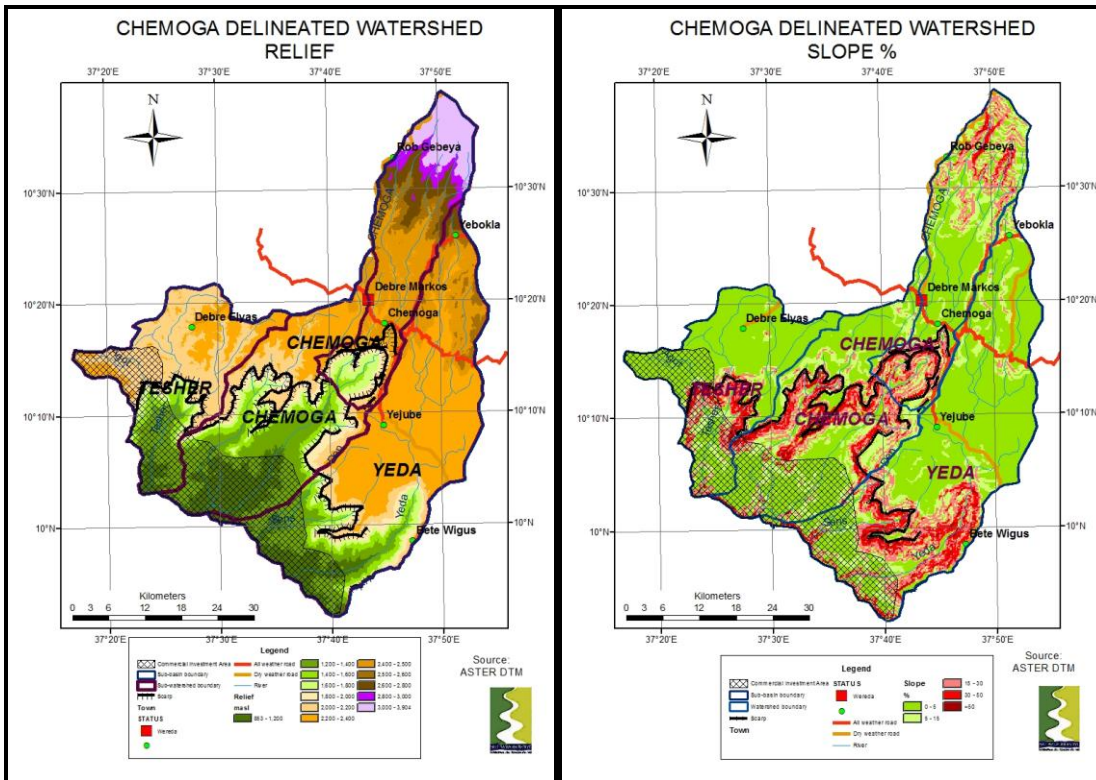 CHEMOGA DELINEATED WATERSHED
RELIEF
37°20'0"E 37°30'0"E 37°40'0"E 37°50'0"E
N
Rob Gebeya
10°30'N 10°30'N
CHEMOGA
Yebokla
Debre Markos
10°20'N 10°20'N
Debre Elyas
Chemoga
CHEMOGA
10°10'N 10°10'N
CHEMOGA
Yejube
YEDA
Yeda
10°N 10°N
Sens
Bete Wigus
Kilometers
0 3 6 12 18 24 30
37°20'E 37°30'E 37°40'E 37°50'E
Legend
Commercial Investment Area
Sub-basin boundary
Sub-watershed boundary
Scarp
Town
STATUS
Wereda
All weather road
Dry weather road
River
Relief
masl
1,200 - 1,400
1,400 - 1,600
1,600 - 1,800
1,800 - 2,000
2,000 - 2,200
2,200 - 2,400
2,400 - 2,500
2,800 - 3,000
3,000 - 3,904
Source:
ASTER DTM
CHEMOGA DELINEATED WATERSHED
SLOPE %
37°20'E 37°30'E 37°40'E 37°50'E
N
Rob Gebeya
10°30'N 10°30'N
CHEMOGA
Yebokla
Debre Markos
10°20'N 10°20'N
Debre Elyas
Chemoga
CHEMOGA
10°10'N 10°10'N
CHEMOGA
Yejube
YEDA
Yeda
10°N 10°N
Sens
Bete Wigus
Kilometers
0 3 6 12 18 24 30
37°20'E 37°30'E 37°40'E 37°50'E
Legend
Commercial Investment Area
Sub-basin boundary
Watershed boundary
Scarp
Town
STATUS
Wereda
All weather road
Dry weather road
River
Slope
%
0 - 5
5 - 15
15 - 30
30 - 50
>50
Source:
ASTER DTM